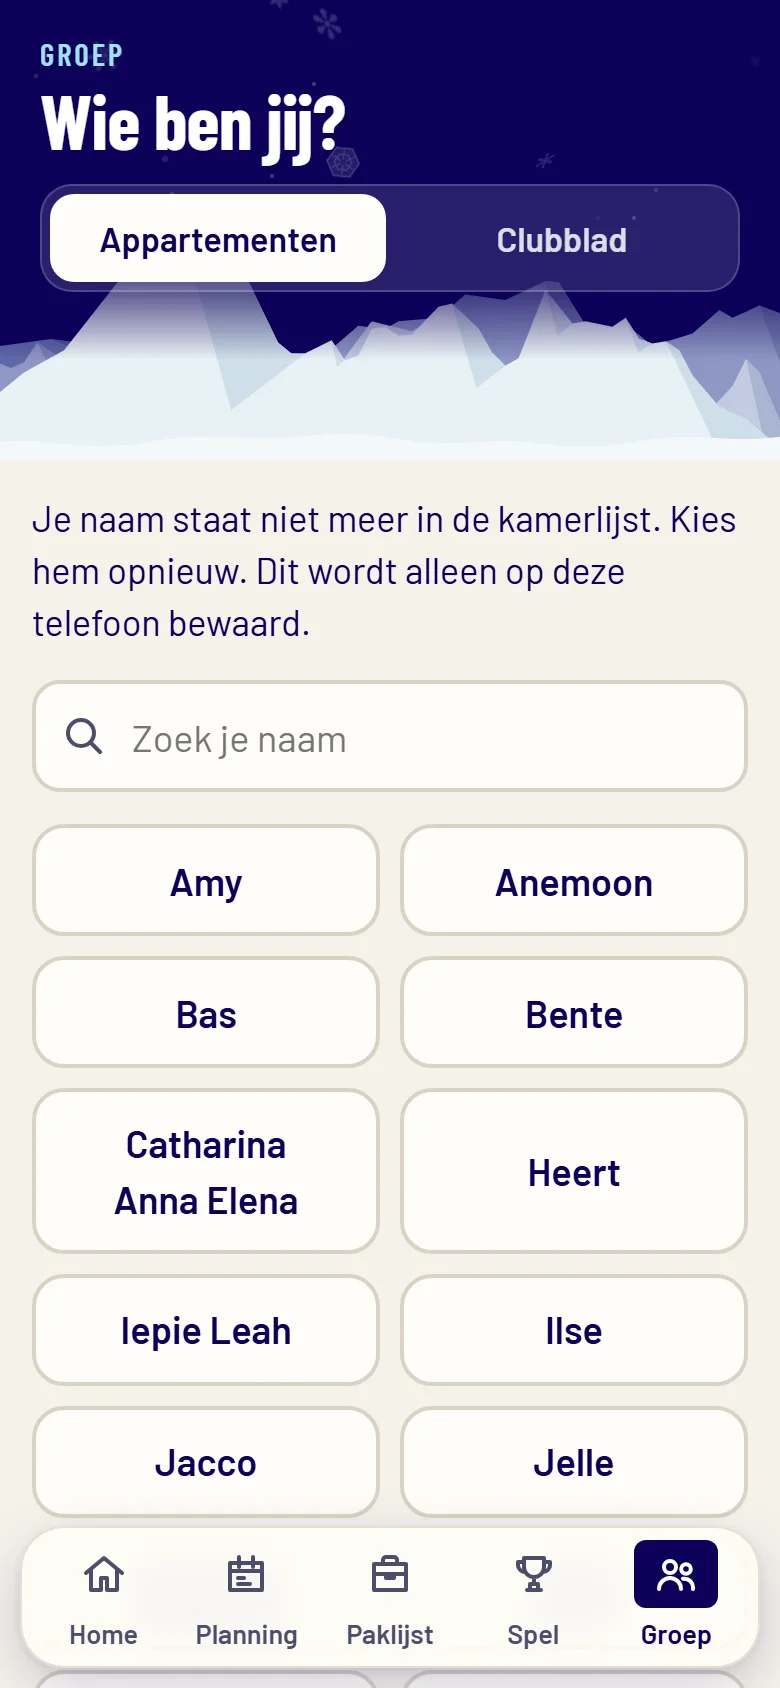 GROEP
Wie ben jij?
Appartementen
Clubblad
Je naam staat niet meer in de kamerlijst. Kies
hem opnieuw. Dit wordt alleen op deze
telefoon bewaard.
Zoek je naam
Amy
Anemoon
Bas
Bente
Catharina
Anna Elena
Heert
Iepie Leah
Ilse
Jacco
Jelle
Home
Planning
Paklijst
Spel
Groep